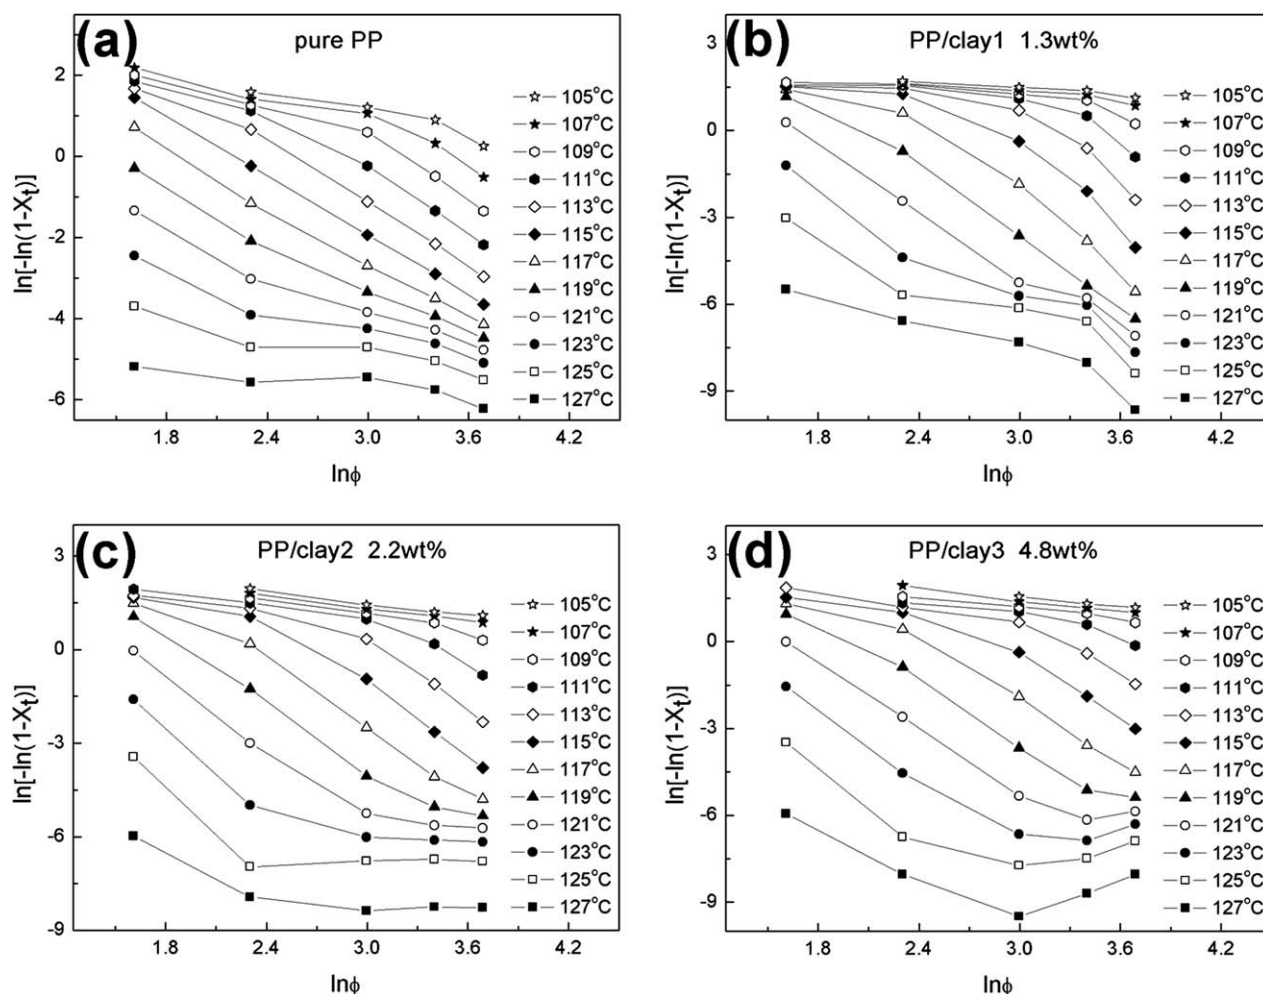 (a)
pure PP
ln[-ln(1-Xt)]
2
0
-2
-4
-6
1.8 2.4 3.0 3.6 4.2
lnϕ
105°C
107°C
109°C
111°C
113°C
115°C
117°C
119°C
121°C
123°C
125°C
127°C
(b)
PP/clay1 1.3wt%
ln[-ln(1-Xt)]
3
0
-3
-6
-9
1.8 2.4 3.0 3.6 4.2
lnϕ
105°C
107°C
109°C
111°C
113°C
115°C
117°C
119°C
121°C
123°C
125°C
127°C
(c)
PP/clay2 2.2wt%
ln[-ln(1-Xt)]
3
0
-3
-6
-9
1.8 2.4 3.0 3.6 4.2
lnϕ
105°C
107°C
109°C
111°C
113°C
115°C
117°C
119°C
121°C
123°C
125°C
127°C
(d)
PP/clay3 4.8wt%
ln[-ln(1-Xt)]
3
0
-3
-6
-9
1.8 2.4 3.0 3.6 4.2
lnϕ
105°C
107°C
109°C
111°C
113°C
115°C
117°C
119°C
121°C
123°C
125°C
127°C